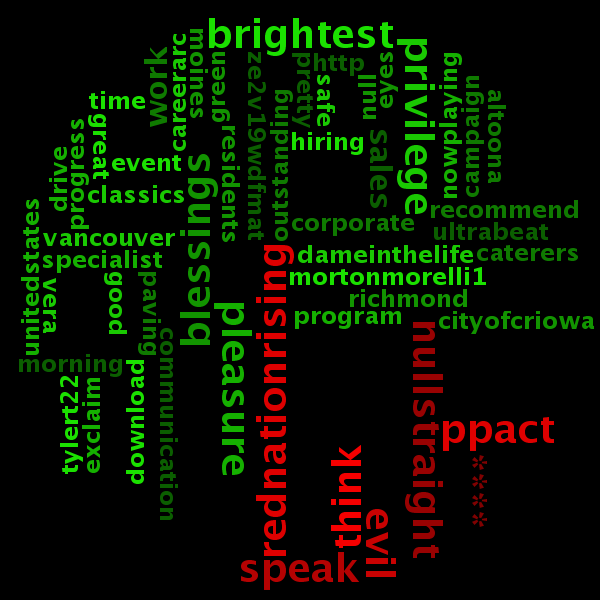 brightest
privilege
work
careerarc
moines
green
ze2v19wdfmat
pretty
http
safe
null
eyes
nowplaying
campaign
altoona
time
great
event
hiring
sales
outstanding
residents
drive
progress
classics
blessings
corporate
recommend
ultrabeat
unitedstates
vancouver
specialist
dameinthelife
caterers
mortonmorelli1
vera
good
paving
richmond
program
cityofcriowa
rednationrising
pleasure
morning
communication
download
tylert22
exclaim
nullstraight
ppact
think
evil
****
speak